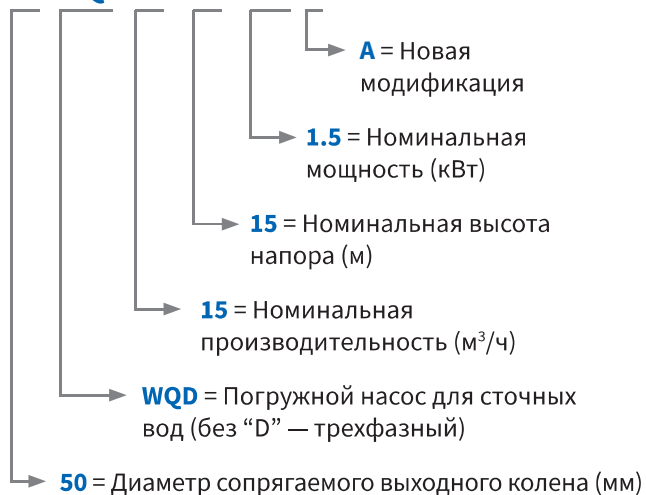 A = Новая
модификация
1.5 = Номинальная
мощность (кВт)
15 = Номинальная высота
напора (м)
15 = Номинальная
производительность (м³/ч)
WQD = Погружной насос для сточных
вод (без “D” — трехфазный)
50 = Диаметр сопрягаемого выходного колена (мм)